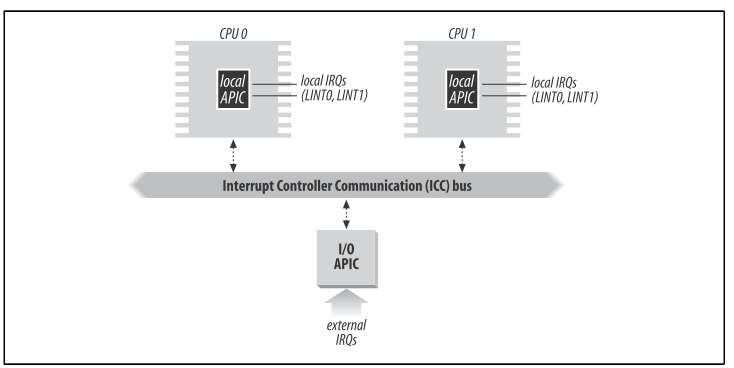 CPU 0
CPU 1
local
APIC
local IRQs
(LINT0, LINT1)
local
APIC
local IRQs
(LINT0, LINT1)
Interrupt Controller Communication (ICC) bus
I/O
APIC
external
IRQs